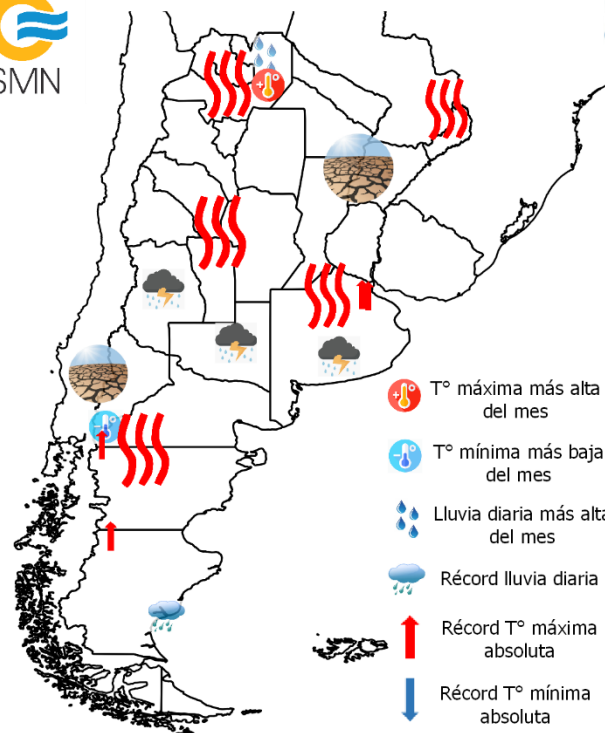 SMN
T° máxima más alta
del mes
T° mínima más baja
del mes
Lluvia diaria más alta
del mes
Récord lluvia diaria
Récord T° máxima
absoluta
Récord T° mínima
absoluta